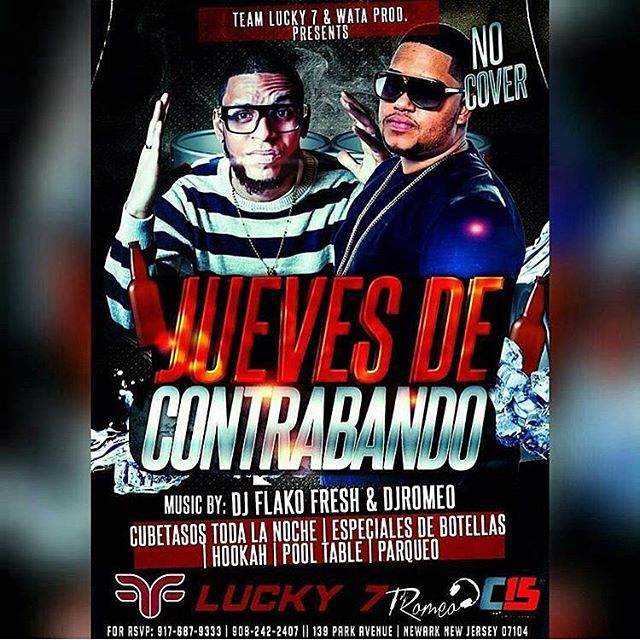 TEAM LUCKY 7 & WATA PROD.
PRESENTS
NO
COVER
JUEVES DE
CONTRABANDO
MUSIC BY: DJ FLAKO FRESH & DJROMEO
CUBETASOS TODA LA NOCHE | ESPECIALES DE BOTELLAS
| HOOKAH | POOL TABLE | PARQUEO
LUCKY 7 TRomeo C15
FOR RSVP: 917-687-9333 | 908-242-2407 || 139 PARK AVENUE | NEWARK NEW JERSEY 07104